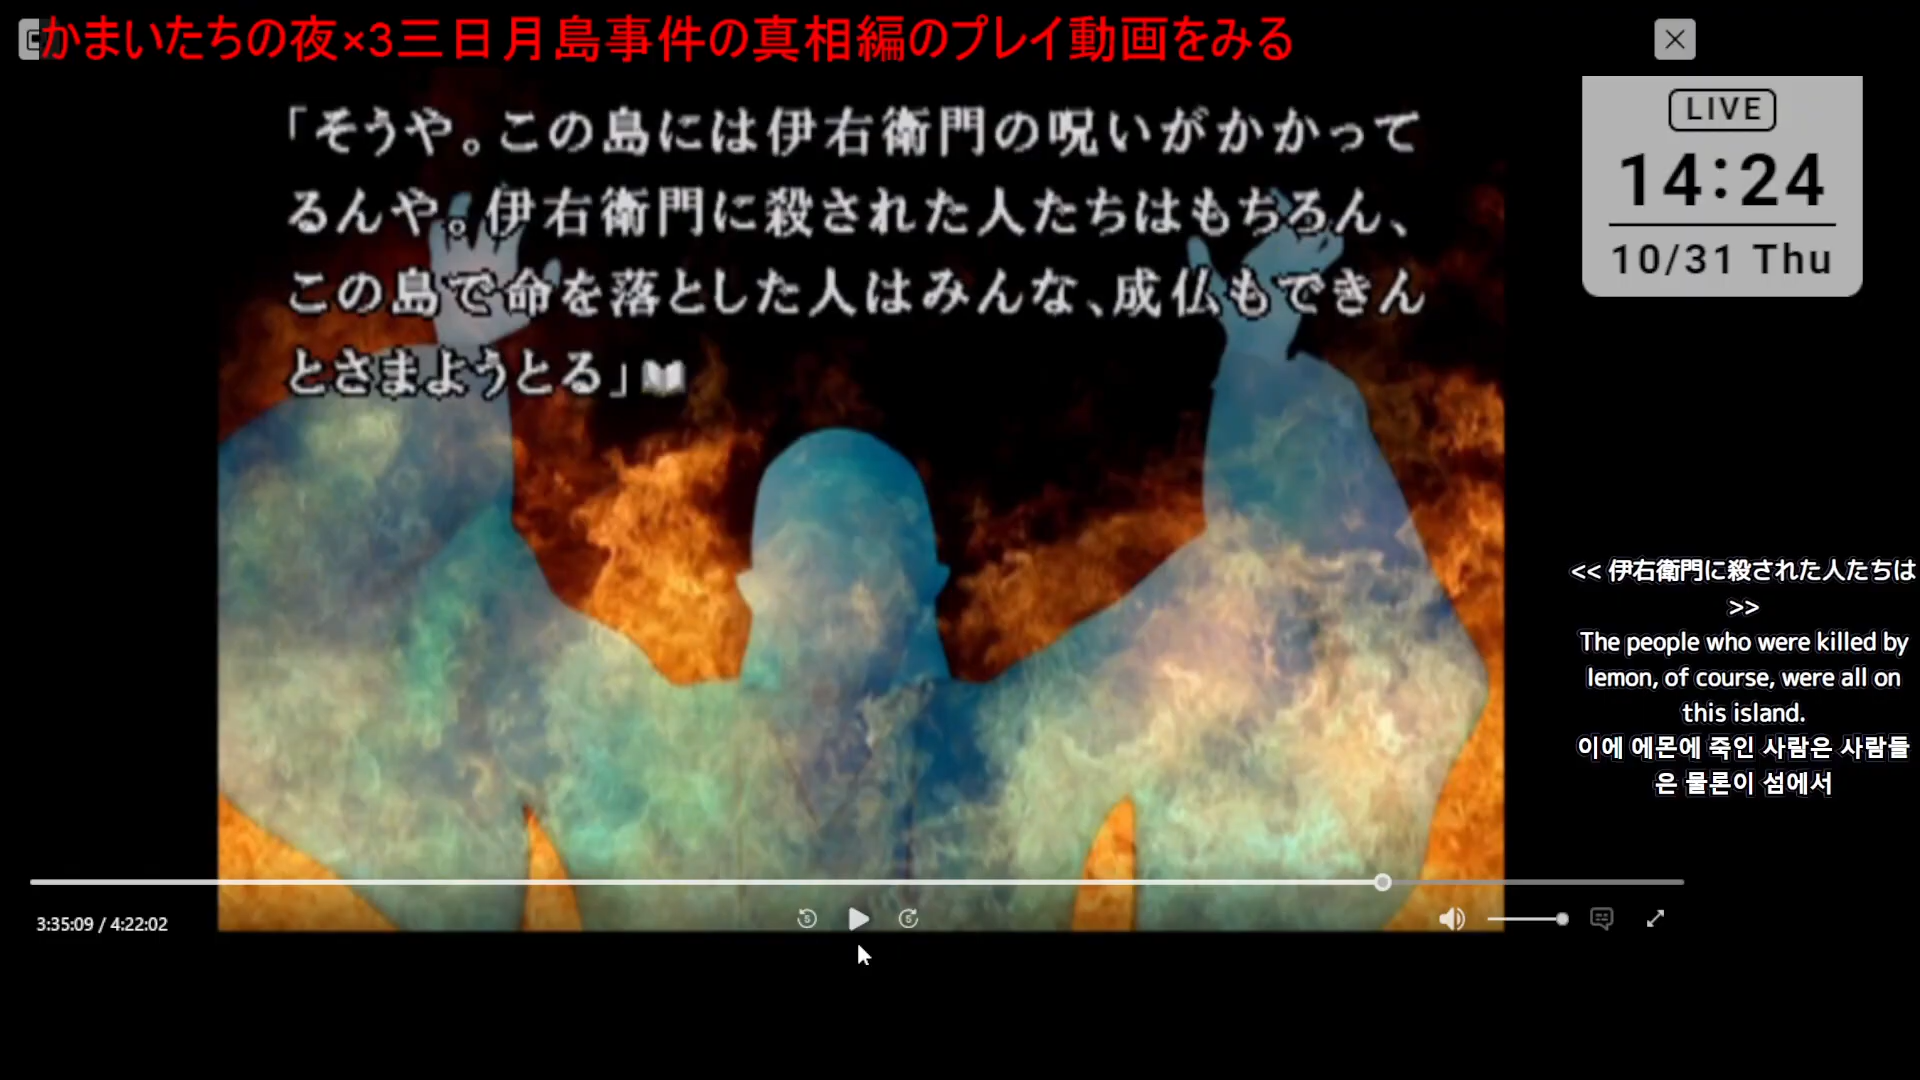 かまいたちの夜×3三日月島事件の真相編のプレイ動画をみる
「そうや。この島には伊右衛門の呪いがかかって
るんや。伊右衛門に殺された人たちはもちろん、
この島で命を落とした人はみんな、成仏もできん
とさまようとる」
LIVE
14:24
10/31 Thu
<< 伊右衛門に殺された人たちは
>>
The people who were killed by
lemon, of course, were all on
this island.
이에 에몬에 죽인 사람은 사람들
은 물론이 섬에서
3:35:09 / 4:22:02
5
5